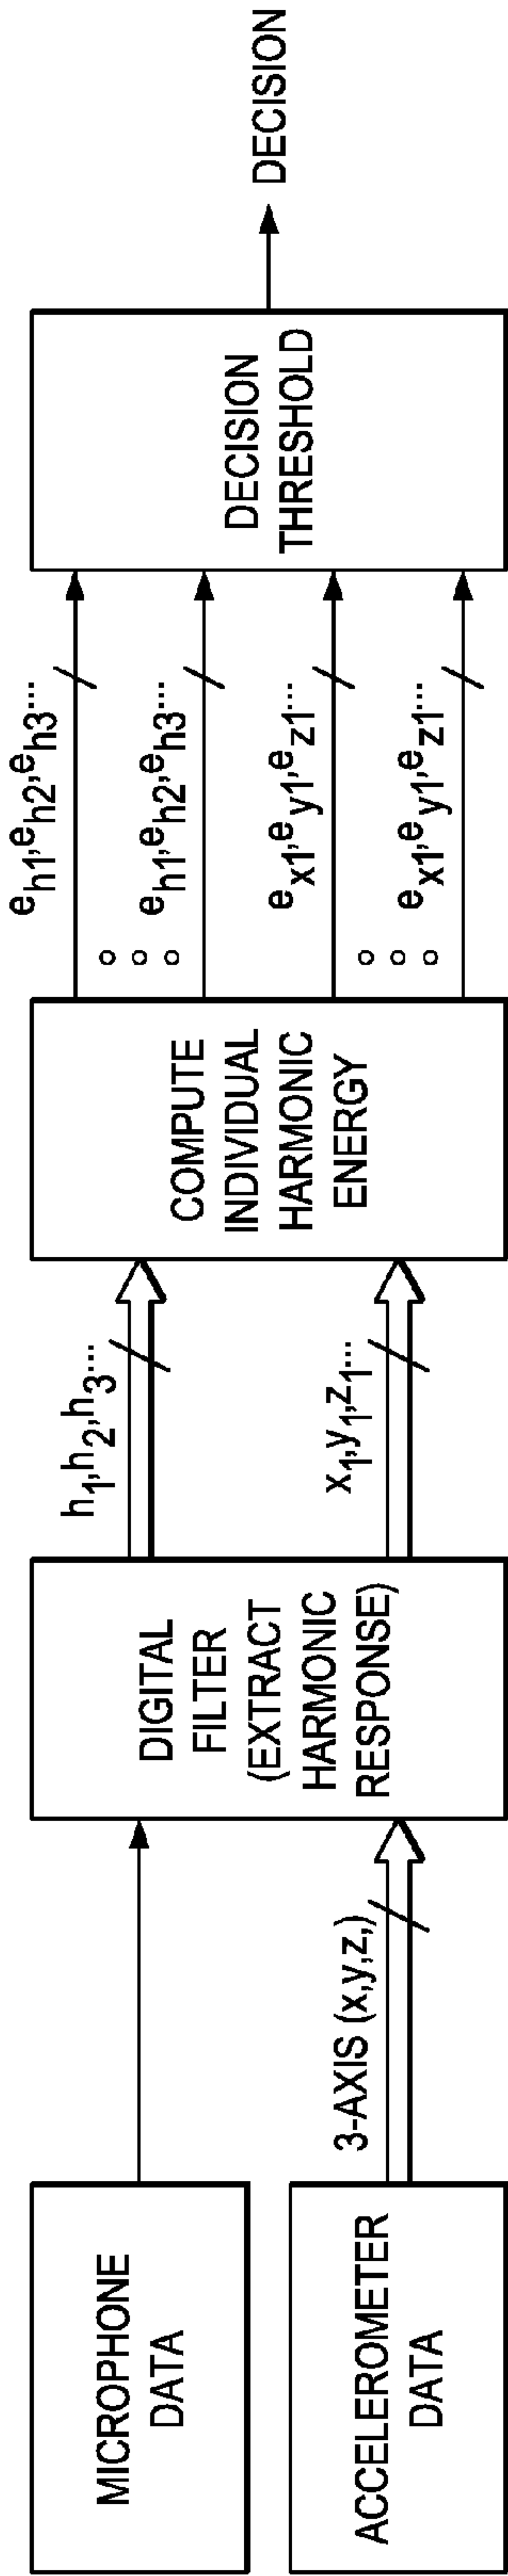 MICROPHONE
DATA
ACCELEROMETER
DATA
3-AXIS (x,y,z,)
DIGITAL
FILTER
(EXTRACT
HARMONIC
RESPONSE)
h1,h2,h3...
x1,y1,z1...
COMPUTE
INDIVIDUAL
HARMONIC
ENERGY
eh1,eh2,eh3...
eh1,eh2,eh3...
ex1,ey1,ez1...
ex1,ey1,ez1...
DECISION
THRESHOLD
DECISION